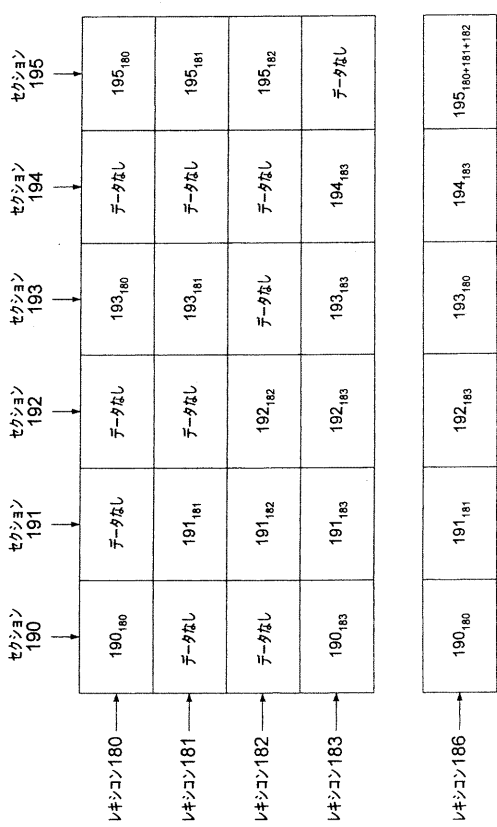 セクション 190
セクション 191
セクション 192
セクション 193
セクション 194
セクション 195
レキシコン180
190₁₈₀
データなし
データなし
193₁₈₀
データなし
195₁₈₀
レキシコン181
データなし
191₁₈₁
データなし
193₁₈₁
データなし
195₁₈₁
レキシコン182
データなし
191₁₈₂
192₁₈₂
データなし
データなし
195₁₈₂
レキシコン183
190₁₈₃
191₁₈₃
192₁₈₃
193₁₈₃
194₁₈₃
データなし
レキシコン186
190₁₈₀
191₁₈₁
192₁₈₃
193₁₈₀
194₁₈₃
195₁₈₀₊₁₈₁₊₁₈₂